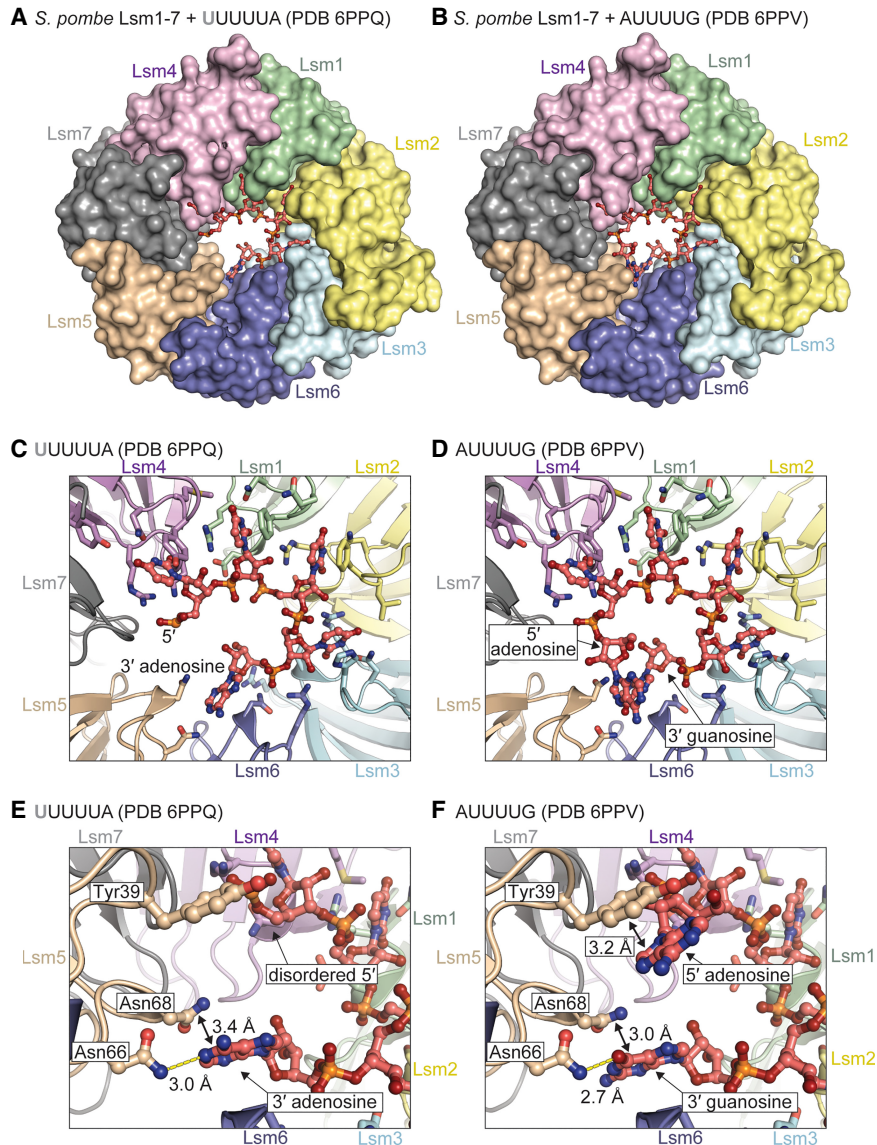 A S. pombe Lsm1-7 + UUUUUA (PDB 6PPQ)
Lsm4
Lsm1
Lsm7
Lsm2
Lsm5
Lsm3
Lsm6
B S. pombe Lsm1-7 + AUUUUG (PDB 6PPV)
Lsm4
Lsm1
Lsm7
Lsm2
Lsm5
Lsm3
Lsm6
C UUUUUA (PDB 6PPQ)
Lsm4
Lsm1
Lsm2
Lsm7
5′
3′ adenosine
Lsm5
Lsm6
Lsm3
D AUUUUG (PDB 6PPV)
Lsm4
Lsm1
Lsm2
Lsm7
5′
adenosine
Lsm5
3′ guanosine
Lsm6
Lsm3
E UUUUUA (PDB 6PPQ)
Lsm7
Lsm4
Tyr39
Lsm1
Lsm5
disordered 5′
Asn68
3.4 Å
Asn66
3.0 Å
Lsm2
3′ adenosine
Lsm6
Lsm3
F AUUUUG (PDB 6PPV)
Lsm7
Lsm4
Tyr39
3.2 Å
Lsm1
Lsm5
5′ adenosine
Asn68
3.0 Å
Asn66
2.7 Å
Lsm2
3′ guanosine
Lsm6
Lsm3